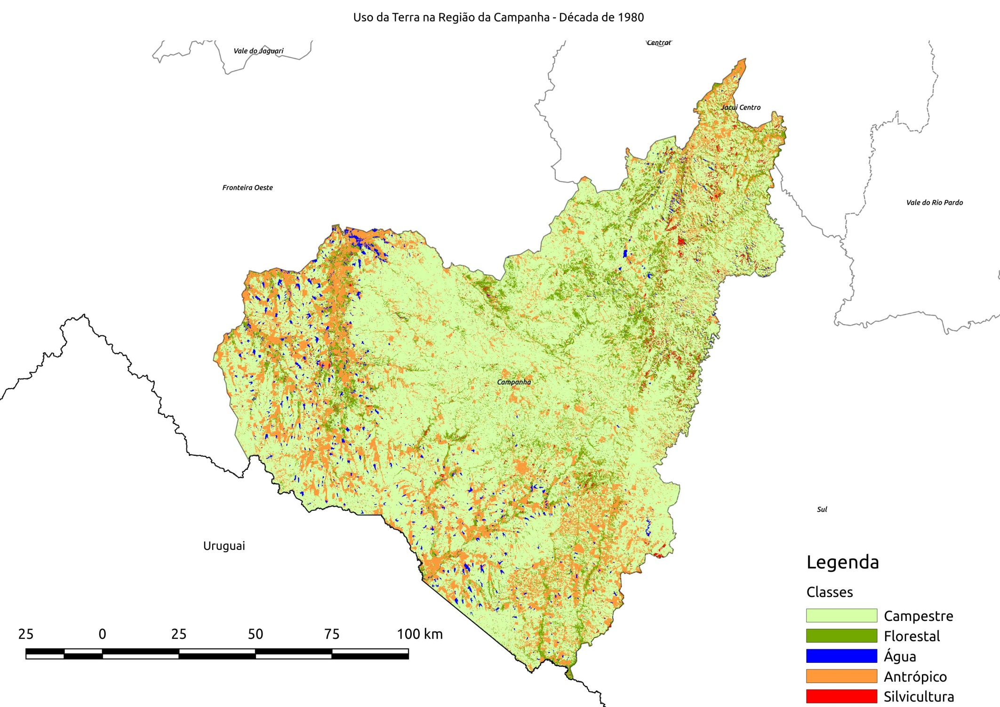 Uso da Terra na Região da Campanha - Década de 1980
Central
Vale do Jaguari
Jacui Centro
Fronteira Oeste
Vale do Rio Pardo
Campanha
Sul
Uruguai
Legenda
Classes
Campestre
Florestal
Água
Antrópico
Silvicultura
25 0 25 50 75 100 km